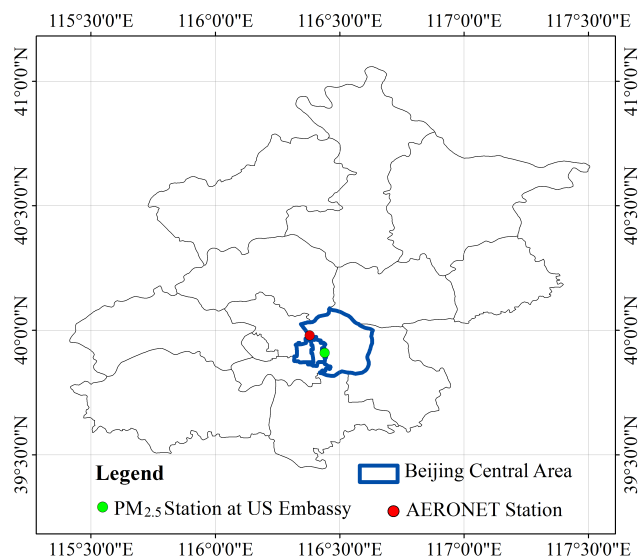 115°30'0"E 116°0'0"E 116°30'0"E 117°0'0"E 117°30'0"E
41°0'0"N 41°0'0"N
40°30'0"N 40°30'0"N
40°0'0"N 40°0'0"N
39°30'0"N 39°30'0"N
Legend
Beijing Central Area
PM2.5 Station at US Embassy
AERONET Station
115°30'0"E 116°0'0"E 116°30'0"E 117°0'0"E 117°30'0"E